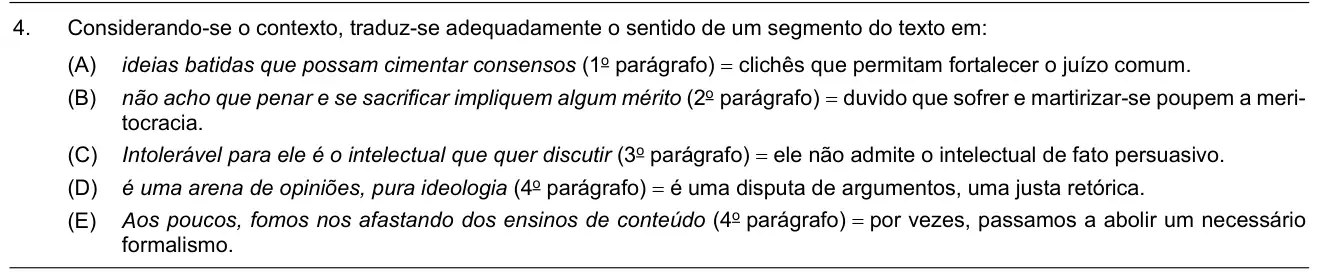 4. Considerando-se o contexto, traduz-se adequadamente o sentido de um segmento do texto em:
(A) ideias batidas que possam cimentar consensos (1º parágrafo) = clichês que permitam fortalecer o juízo comum.
(B) não acho que penar e se sacrificar impliquem algum mérito (2º parágrafo) = duvido que sofrer e martirizar-se poupem a meri-
tocracia.
(C) Intolerável para ele é o intelectual que quer discutir (3º parágrafo) = ele não admite o intelectual de fato persuasivo.
(D) é uma arena de opiniões, pura ideologia (4º parágrafo) = é uma disputa de argumentos, uma justa retórica.
(E) Aos poucos, fomos nos afastando dos ensinos de conteúdo (4º parágrafo) = por vezes, passamos a abolir um necessário
formalismo.